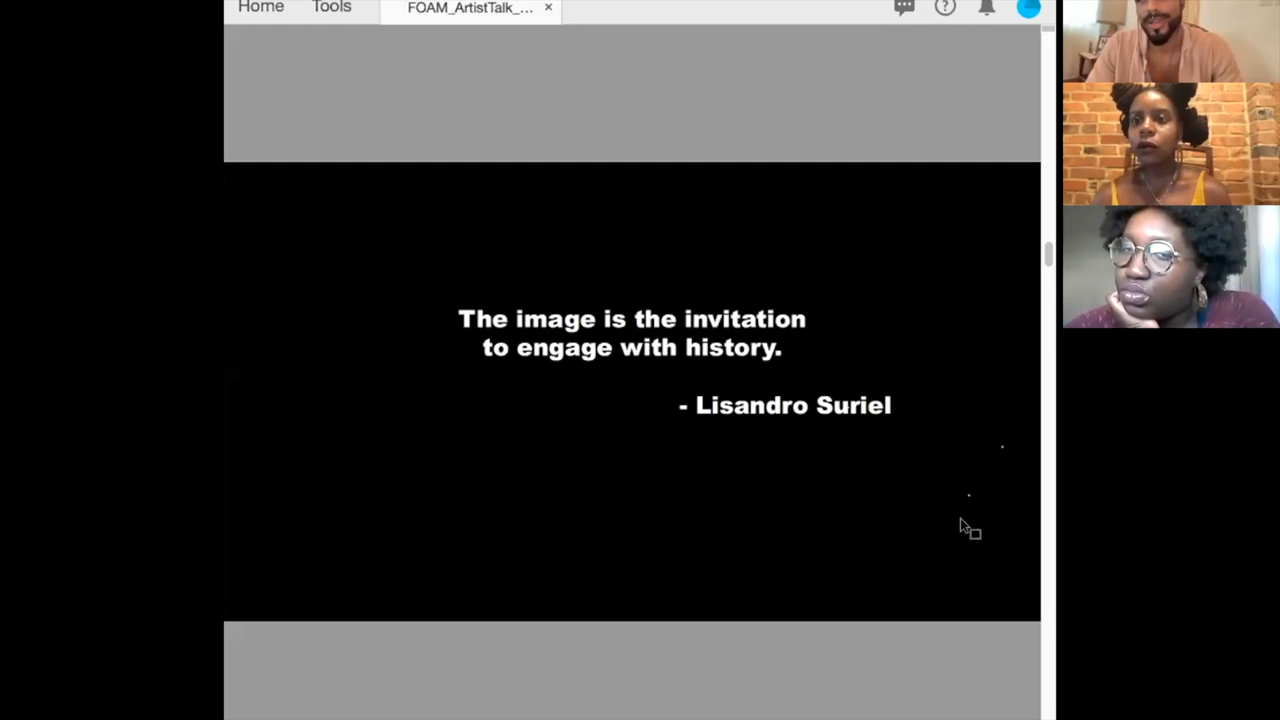 Home Tools FOAM_ArtistTalk_... ×
The image is the invitation
to engage with history.
- Lisandro Suriel